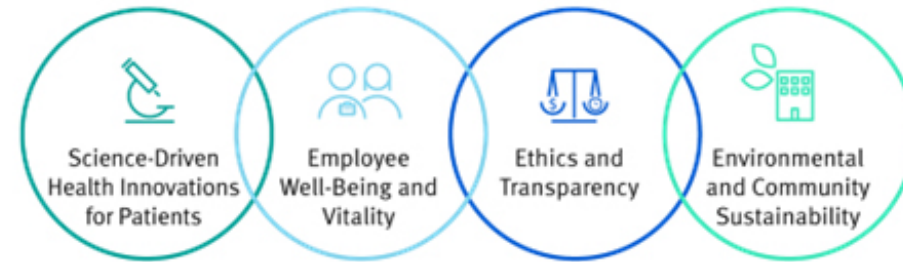 Science-Driven
Health Innovations
for Patients
Employee
Well-Being and
Vitality
$
Ethics and
Transparency
Environmental
and Community
Sustainability